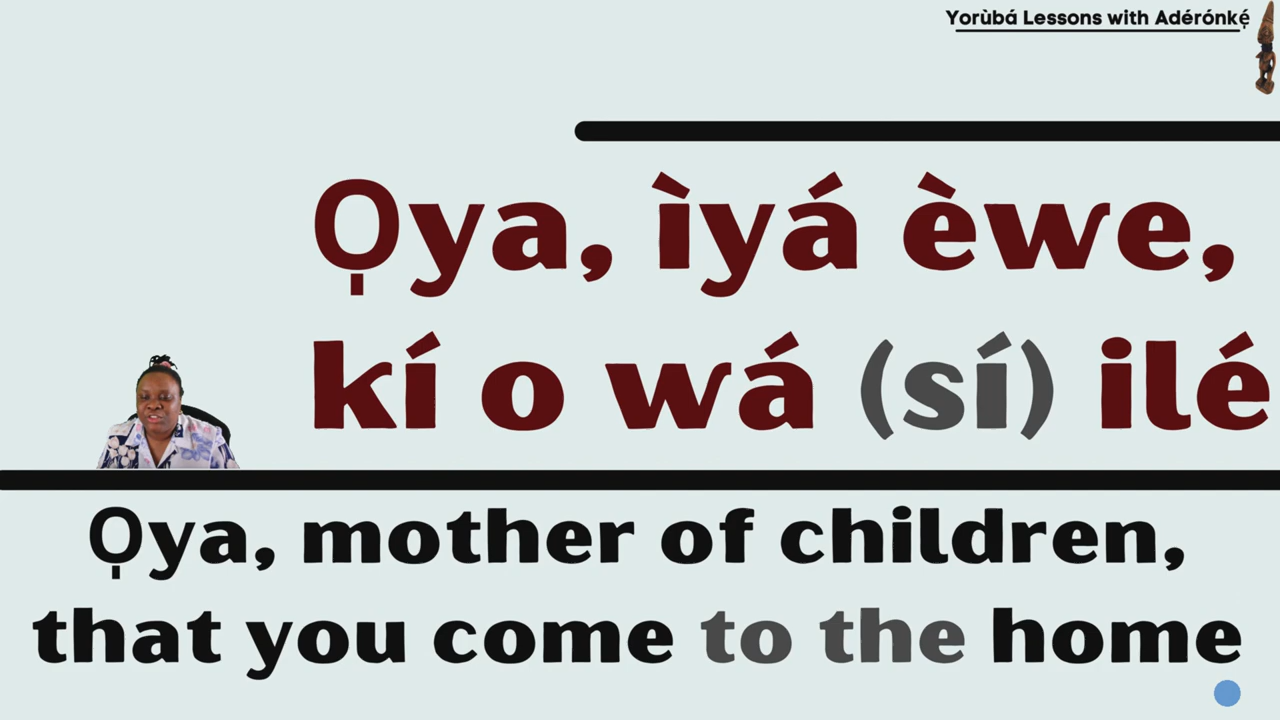 Yorùbá Lessons with Adérónkẹ́
Ọya, ìyá èwe,
kí o wá (sí) ilé
Ọya, mother of children,
that you come to the home